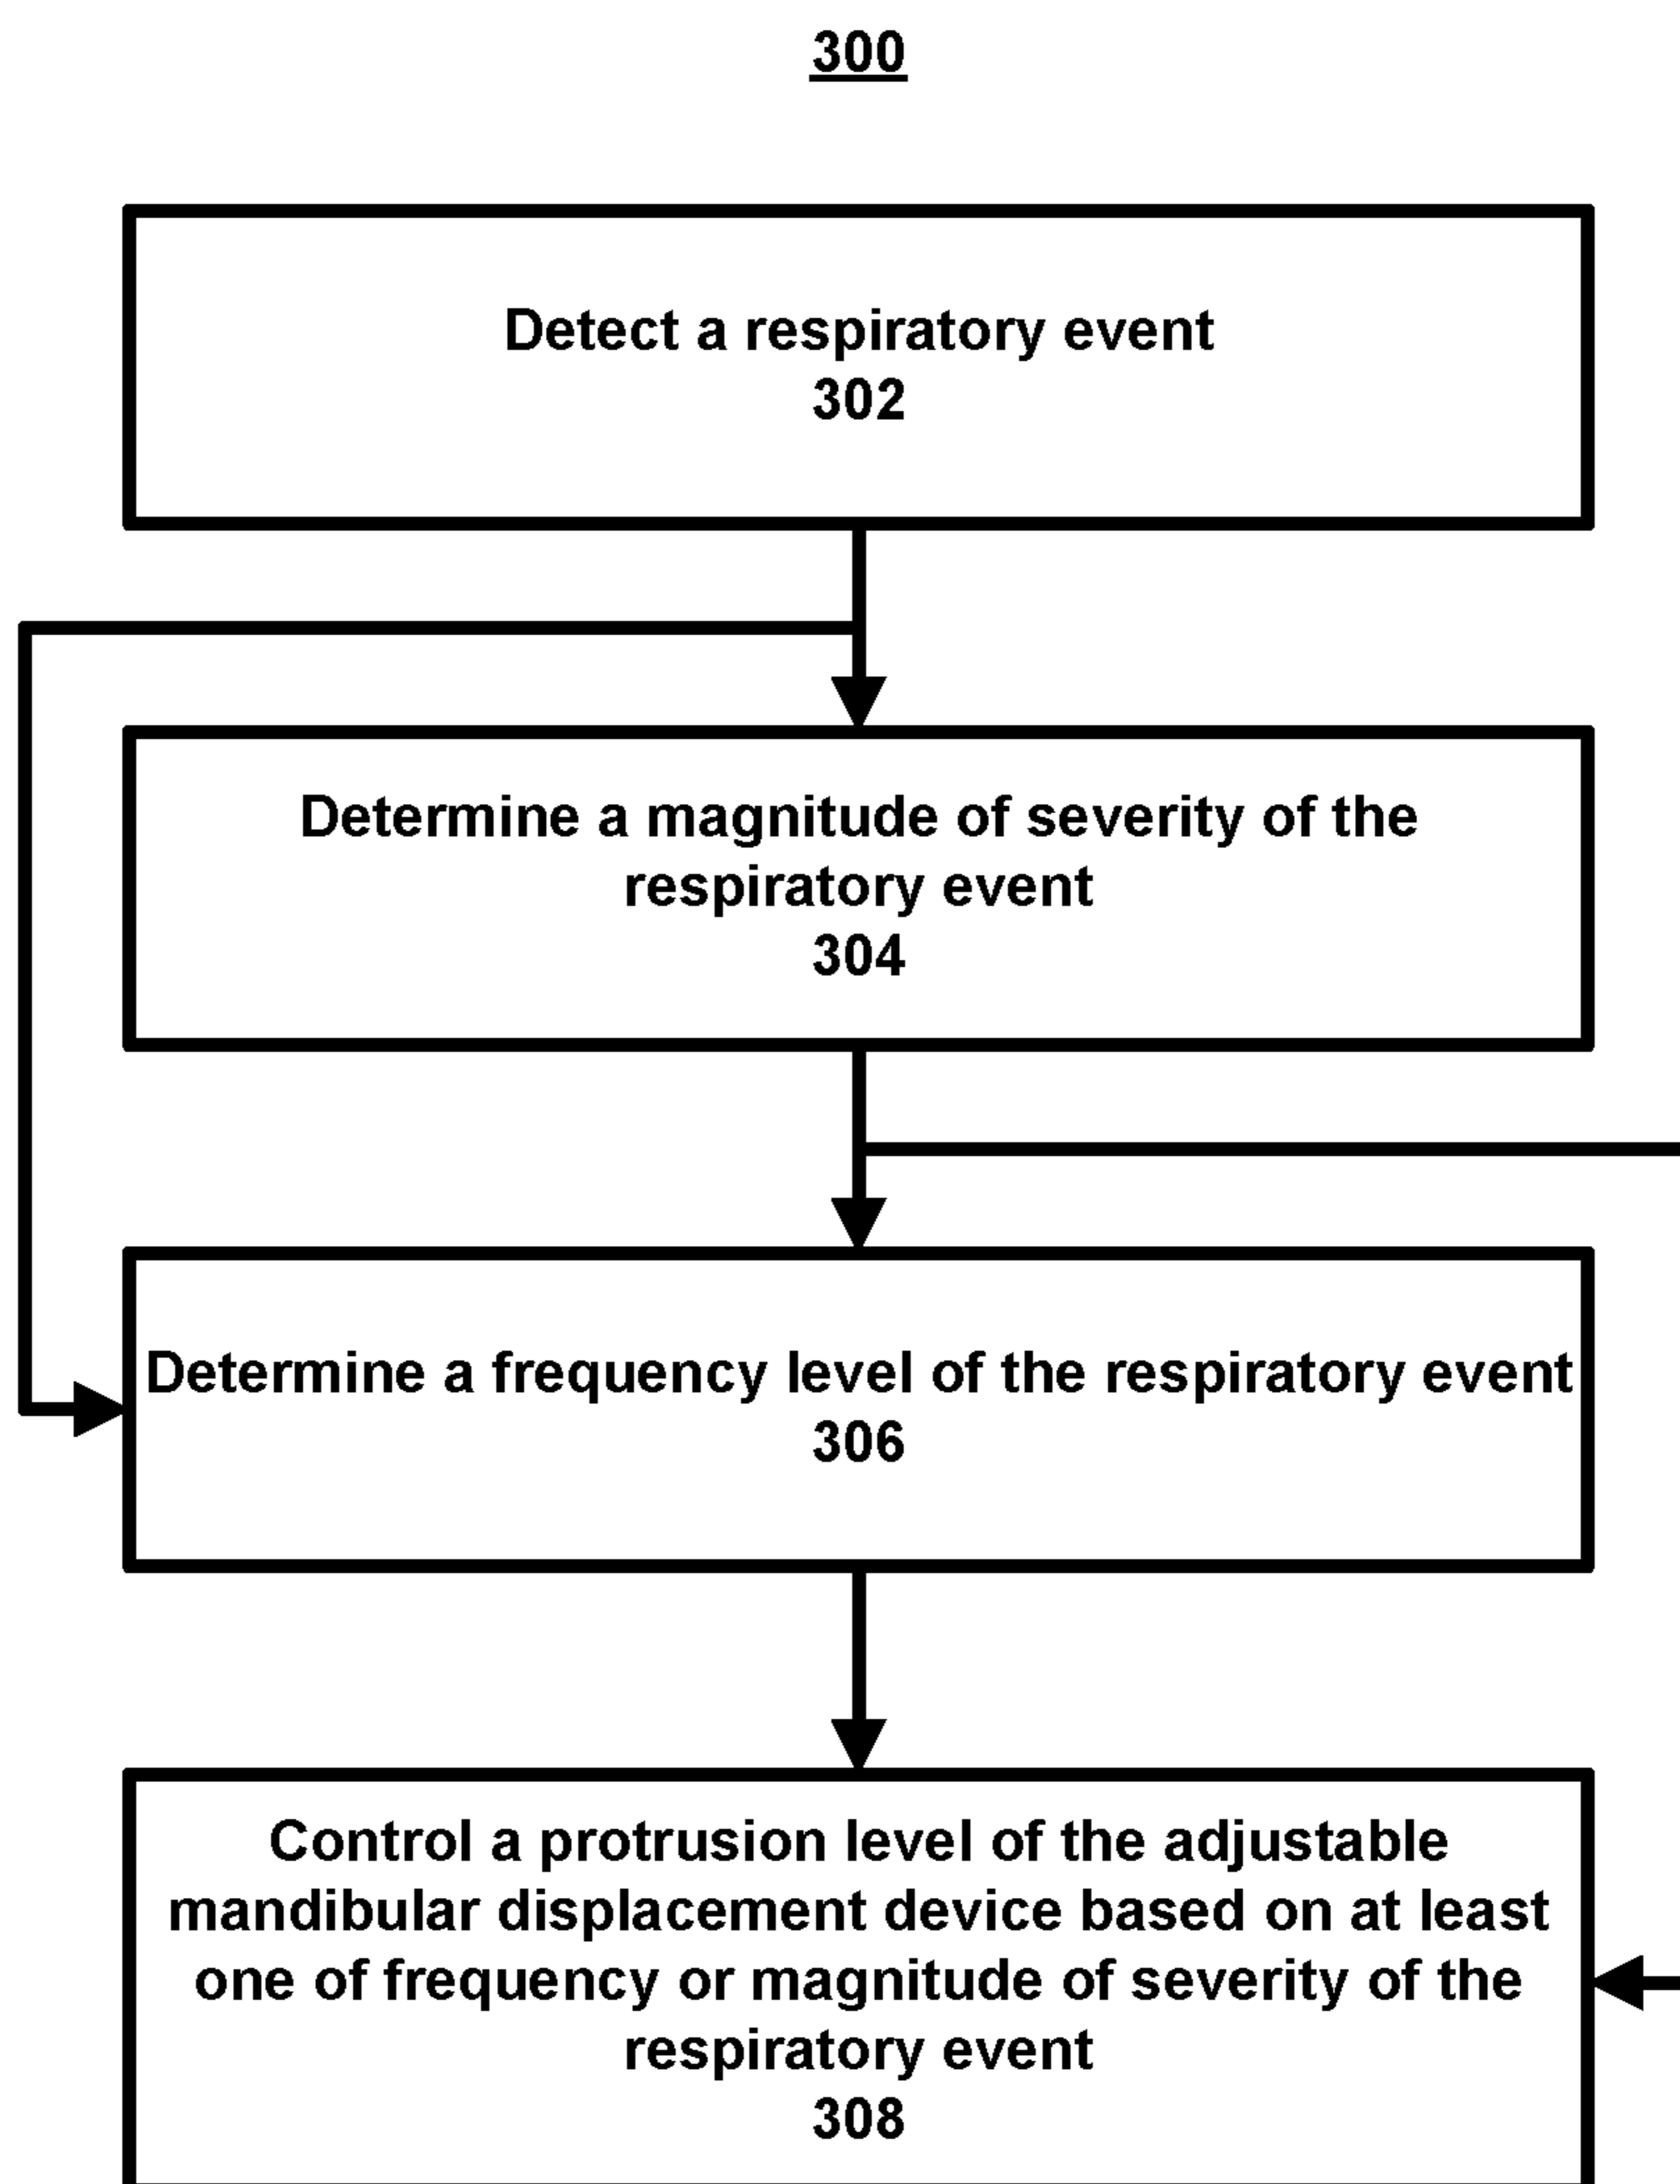 300
Detect a respiratory event
302
Determine a magnitude of severity of the
respiratory event
304
Determine a frequency level of the respiratory event
306
Control a protrusion level of the adjustable
mandibular displacement device based on at least
one of frequency or magnitude of severity of the
respiratory event
308